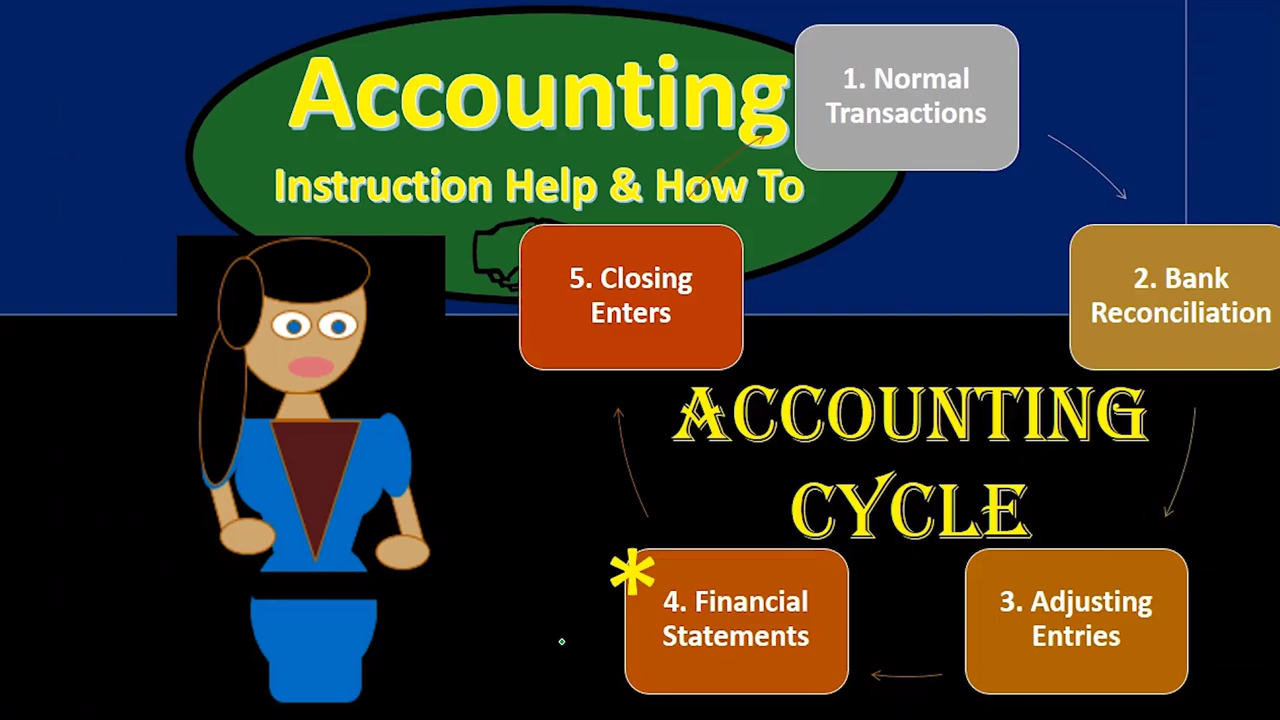 Accounting
Instruction Help & How To
1. Normal
Transactions
2. Bank
Reconciliation
3. Adjusting
Entries
*
4. Financial
Statements
5. Closing
Enters
ACCOUNTING
CYCLE